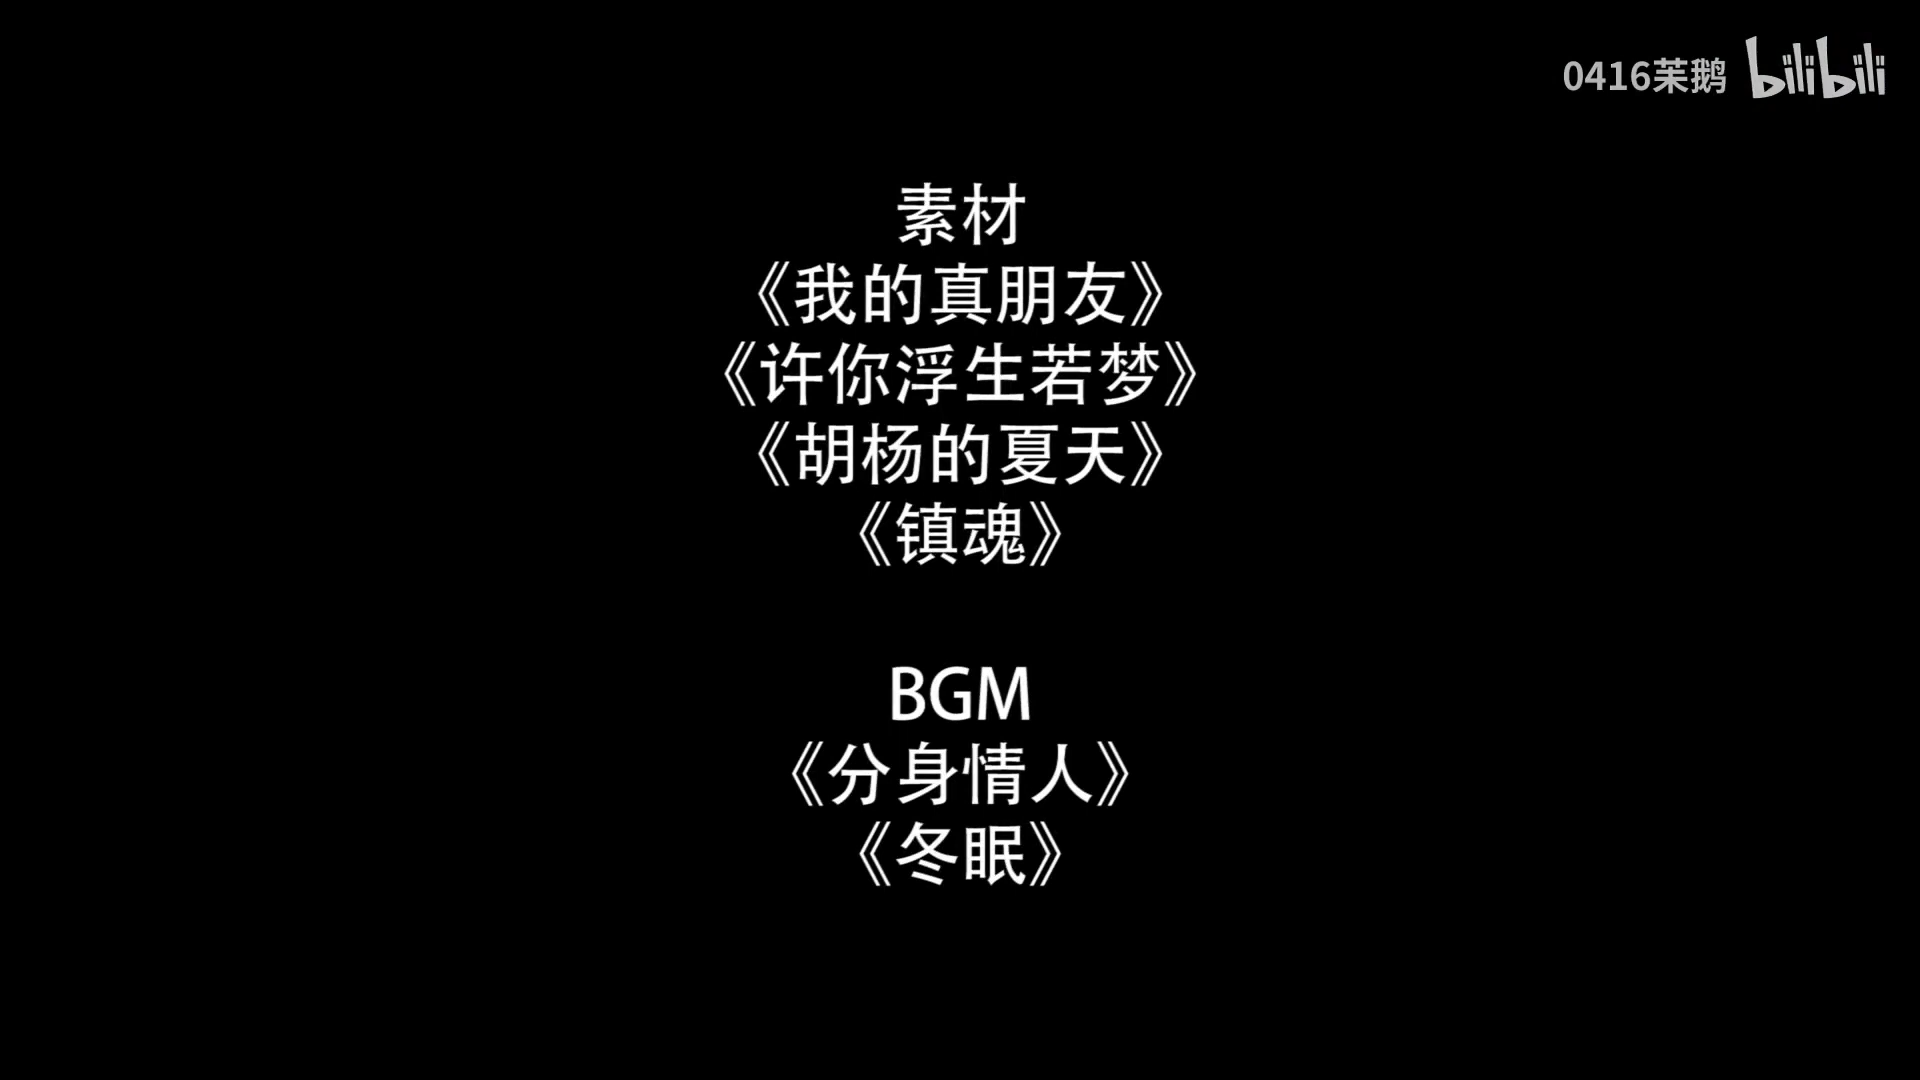 0416茉鹅 bilibili
素材
《我的真朋友》
《许你浮生若梦》
《胡杨的夏天》
《镇魂》
BGM
《分身情人》
《冬眠》